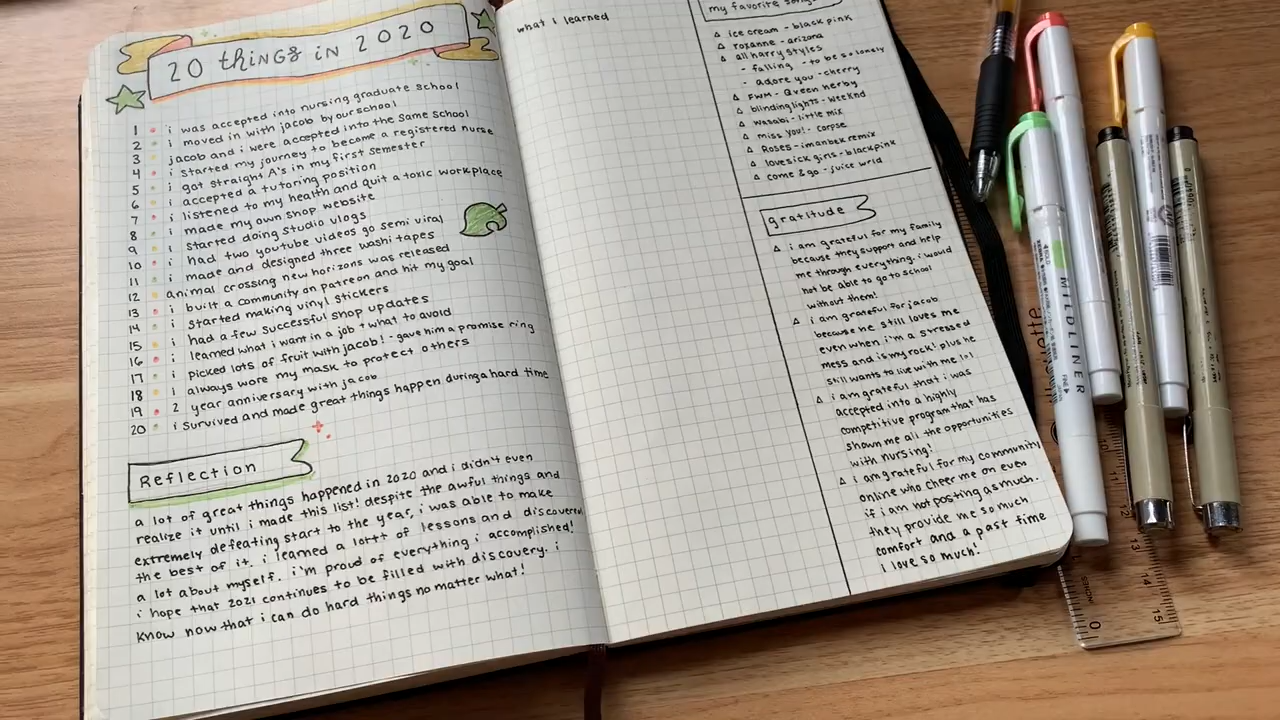 20 things in 2020
1 i was accepted into nursing graduate school
2 i moved in with jacob by our school
3 jacob and i were accepted into the same school
4 i started my journey to become a registered nurse
5 i got straight A's in my first semester
6 i accepted a tutoring position
7 i listened to my health and quit a toxic workplace
8 i made my own shop website
9 i started doing studio vlogs
10 i had two youtube videos go semi viral
11 i made and designed three washi tapes
12 animal crossing new horizons was released
13 i built a community on patreon and hit my goal
14 i started making vinyl stickers
15 i had a few successful shop updates
16 i learned what i want in a job + what to avoid
17 i picked lots of fruit with jacob! - gave him a promise ring
18 i always wore my mask to protect others
19 2 year anniversary with jacob
20 i survived and made great things happen during a hard time
Reflection
a lot of great things happened in 2020 and i didn't even
realize it until i made this list! despite the awful things and
extremely defeating start to the year, i was able to make
the best of it. i learned a lottt of lessons and discovered
a lot about myself. i'm proud of everything i accomplished!
i hope that 2021 continues to be filled with discovery. i
know now that i can do hard things no matter what!
what i learned
my favorite songs
ice cream - black pink
roxanne - arizona
all harry styles
- falling - to be so lonely
- adore you - cherry
FWM - Qveen herby
blinding lights - weeknd
wasabi - little mix
miss you! - corpse
Roses - imanbek remix
lovesick girls - blackpink
come & go - juice wrld
gratitude
i am grateful for my family
because they support and help
me through everything. i would
not be able to go to school
without them!
i am grateful for jacob
because he still loves me
even when i'm a stressed
mess and is my rock! plus he
still wants to live with me lol
i am grateful that i was
accepted into a highly
competitive program that has
shown me all the opportunities
with nursing!
i am grateful for my community
online who cheer me on even
if i am not posting as much.
they provide me so much
comfort and a past time
i love so much!
MILDLINER
INCHES
0
10
12
13
14
15